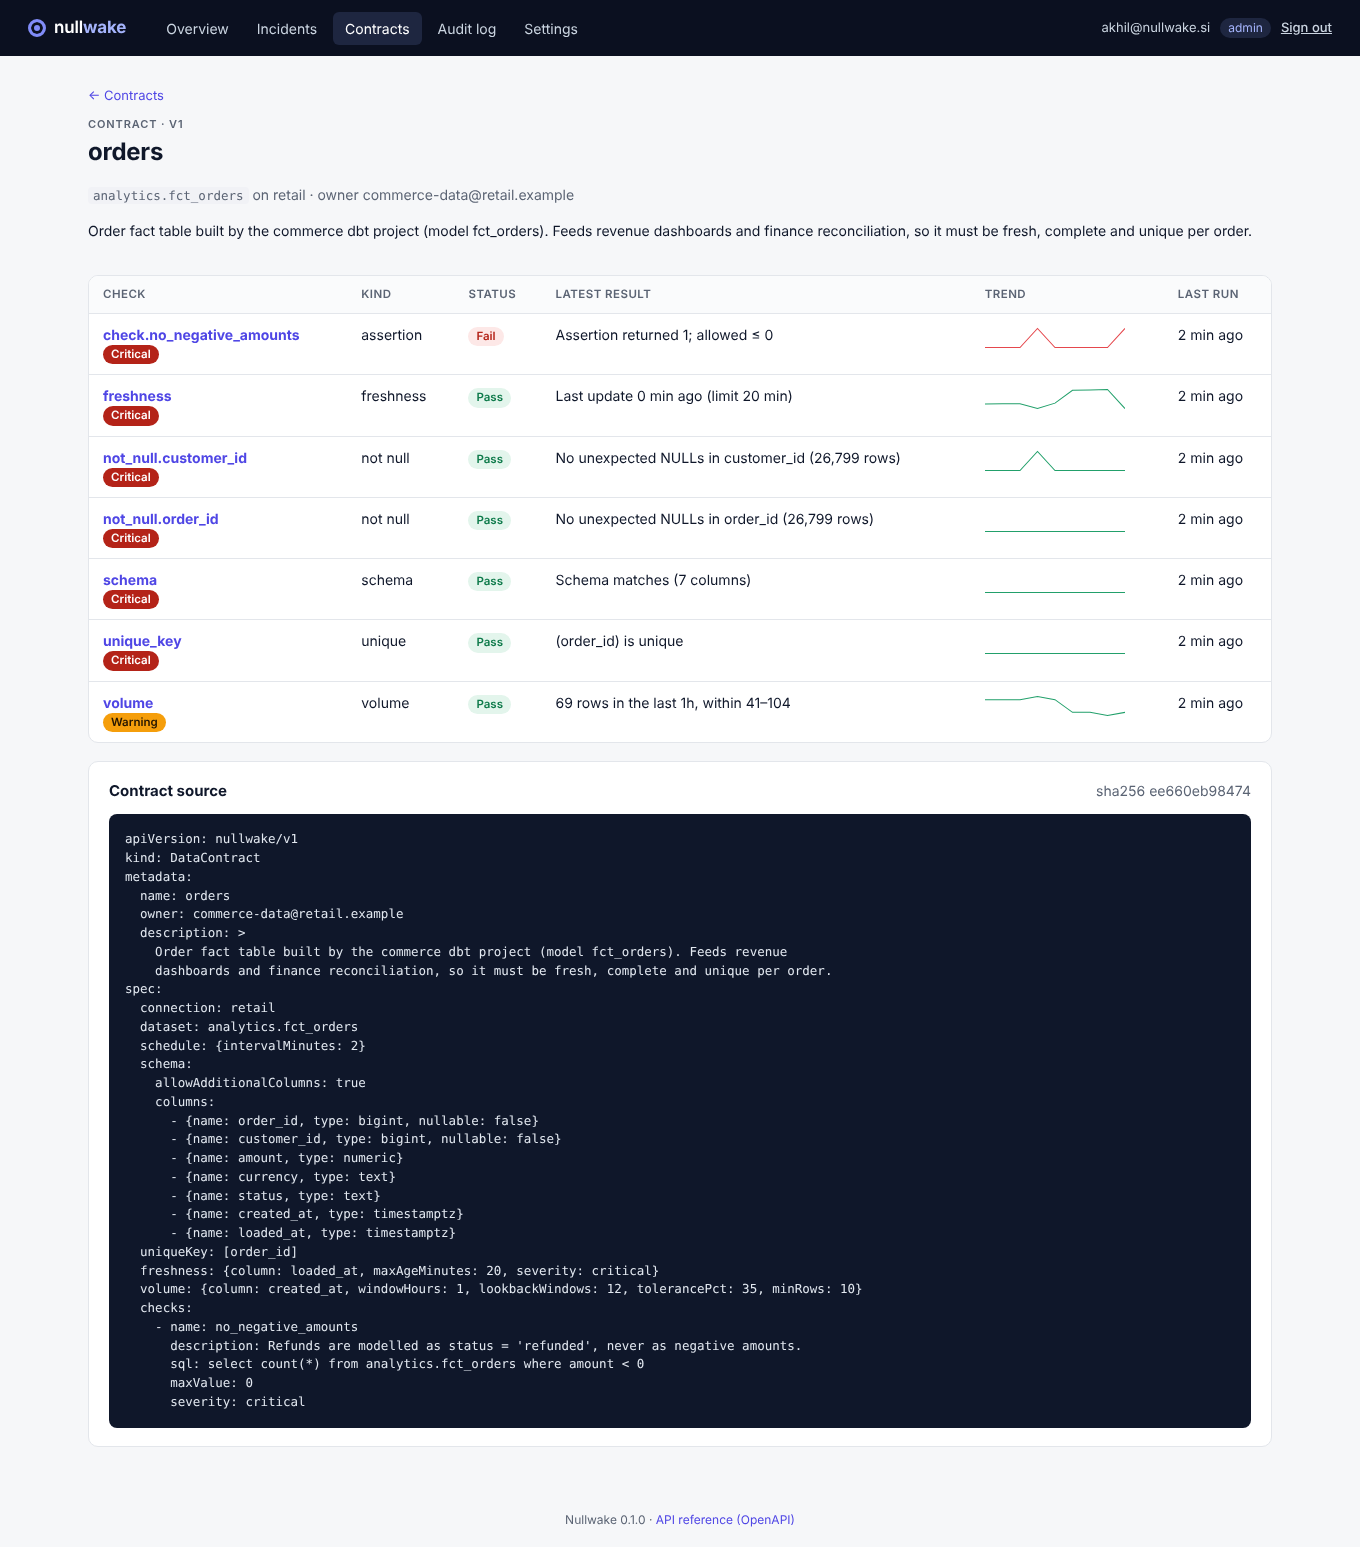 nullwake Overview Incidents Contracts Audit log Settings akhil@nullwake.si admin Sign out
← Contracts
CONTRACT · V1
orders
analytics.fct_orders on retail · owner commerce-data@retail.example
Order fact table built by the commerce dbt project (model fct_orders). Feeds revenue dashboards and finance reconciliation, so it must be fresh, complete and unique per order.
CHECK KIND STATUS LATEST RESULT TREND LAST RUN
check.no_negative_amounts assertion Fail Assertion returned 1; allowed ≤ 0 2 min ago
Critical
freshness freshness Pass Last update 0 min ago (limit 20 min) 2 min ago
Critical
not_null.customer_id not null Pass No unexpected NULLs in customer_id (26,799 rows) 2 min ago
Critical
not_null.order_id not null Pass No unexpected NULLs in order_id (26,799 rows) 2 min ago
Critical
schema schema Pass Schema matches (7 columns) 2 min ago
Critical
unique_key unique Pass (order_id) is unique 2 min ago
Critical
volume volume Pass 69 rows in the last 1h, within 41–104 2 min ago
Warning
Contract source sha256 ee660eb98474
apiVersion: nullwake/v1
kind: DataContract
metadata:
  name: orders
  owner: commerce-data@retail.example
  description: >
    Order fact table built by the commerce dbt project (model fct_orders). Feeds revenue
    dashboards and finance reconciliation, so it must be fresh, complete and unique per order.
spec:
  connection: retail
  dataset: analytics.fct_orders
  schedule: {intervalMinutes: 2}
  schema:
    allowAdditionalColumns: true
    columns:
      - {name: order_id, type: bigint, nullable: false}
      - {name: customer_id, type: bigint, nullable: false}
      - {name: amount, type: numeric}
      - {name: currency, type: text}
      - {name: status, type: text}
      - {name: created_at, type: timestamptz}
      - {name: loaded_at, type: timestamptz}
  uniqueKey: [order_id]
  freshness: {column: loaded_at, maxAgeMinutes: 20, severity: critical}
  volume: {column: created_at, windowHours: 1, lookbackWindows: 12, tolerancePct: 35, minRows: 10}
  checks:
    - name: no_negative_amounts
      description: Refunds are modelled as status = 'refunded', never as negative amounts.
      sql: select count(*) from analytics.fct_orders where amount < 0
      maxValue: 0
      severity: critical
Nullwake 0.1.0 · API reference (OpenAPI)